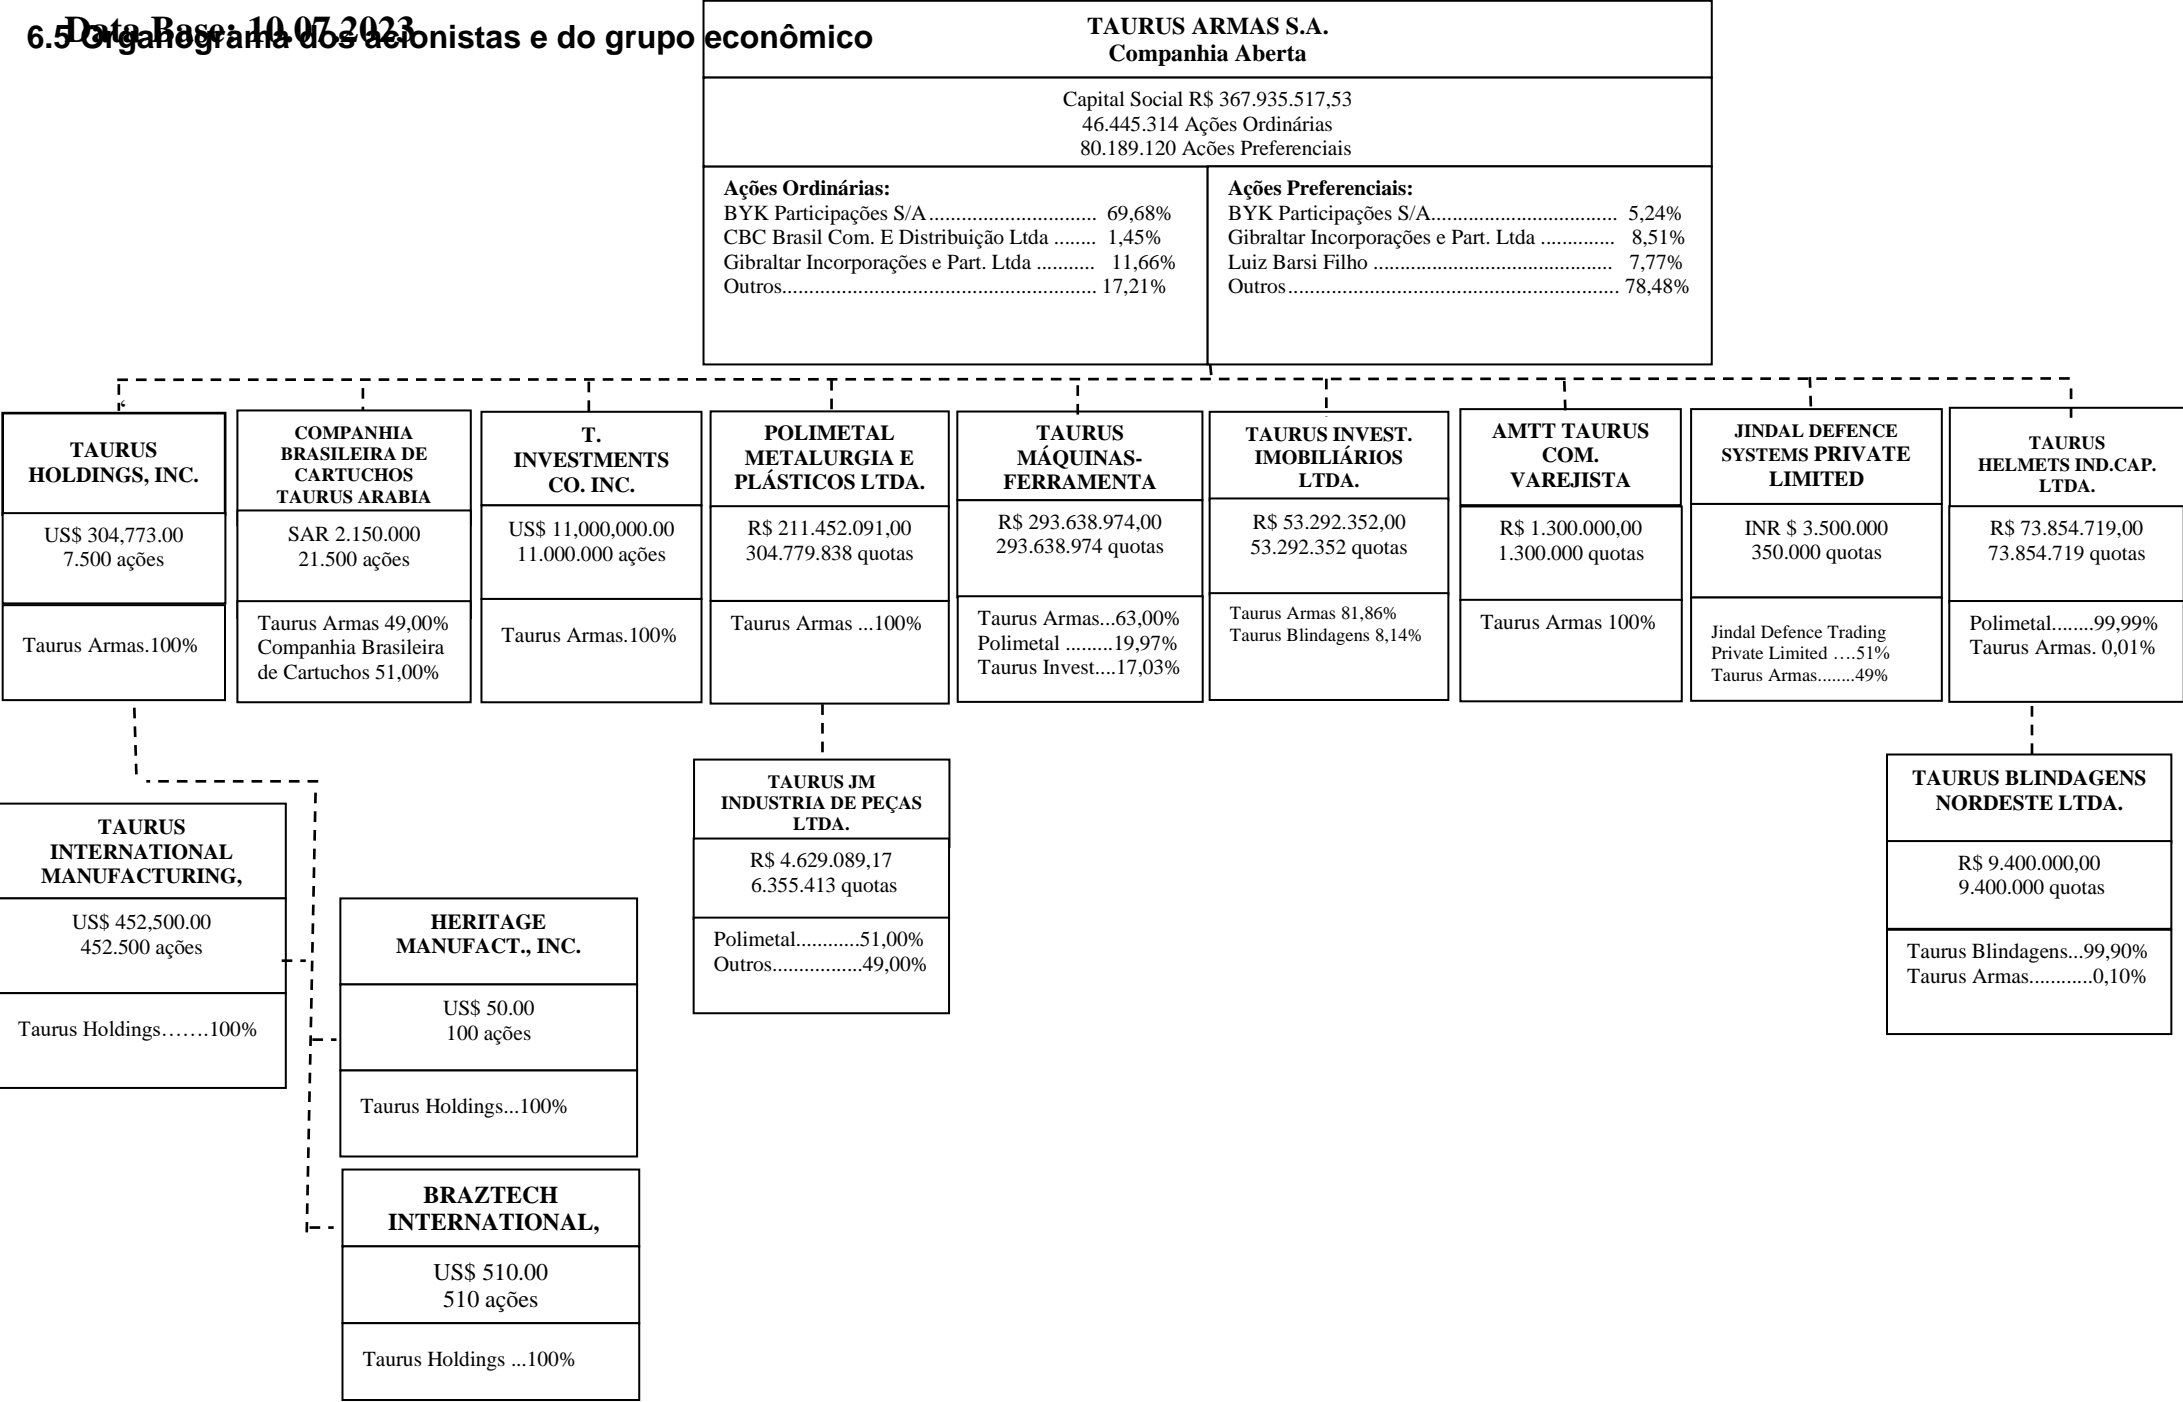 Data Base: 10.07.2023
6.5 Organograma dos acionistas e do grupo econômico
TAURUS ARMAS S.A.
Companhia Aberta
Capital Social R$ 367.935.517,53
46.445.314 Ações Ordinárias
80.189.120 Ações Preferenciais
Ações Ordinárias:
BYK Participações S/A............................... 69,68%
CBC Brasil Com. E Distribuição Ltda ........ 1,45%
Gibraltar Incorporações e Part. Ltda ........... 11,66%
Outros.......................................................... 17,21%
Ações Preferenciais:
BYK Participações S/A................................... 5,24%
Gibraltar Incorporações e Part. Ltda .............. 8,51%
Luiz Barsi Filho ............................................. 7,77%
Outros.............................................................. 78,48%
TAURUS
HOLDINGS, INC.
US$ 304,773.00
7.500 ações
Taurus Armas.100%
COMPANHIA
BRASILEIRA DE
CARTUCHOS
TAURUS ARABIA
SAR 2.150.000
21.500 ações
Taurus Armas 49,00%
Companhia Brasileira
de Cartuchos 51,00%
T.
INVESTMENTS
CO. INC.
US$ 11,000,000.00
11.000.000 ações
Taurus Armas.100%
POLIMETAL
METALURGIA E
PLÁSTICOS LTDA.
R$ 211.452.091,00
304.779.838 quotas
Taurus Armas ...100%
TAURUS
MÁQUINAS-
FERRAMENTA
R$ 293.638.974,00
293.638.974 quotas
Taurus Armas...63,00%
Polimetal .........19,97%
Taurus Invest....17,03%
TAURUS INVEST.
IMOBILIÁRIOS
LTDA.
R$ 53.292.352,00
53.292.352 quotas
Taurus Armas 81,86%
Taurus Blindagens 8,14%
AMTT TAURUS
COM.
VAREJISTA
R$ 1.300.000,00
1.300.000 quotas
Taurus Armas 100%
JINDAL DEFENCE
SYSTEMS PRIVATE
LIMITED
INR $ 3.500.000
350.000 quotas
Jindal Defence Trading
Private Limited ….51%
Taurus Armas........49%
TAURUS
HELMETS IND.CAP.
LTDA.
R$ 73.854.719,00
73.854.719 quotas
Polimetal........99,99%
Taurus Armas. 0,01%
TAURUS
INTERNATIONAL
MANUFACTURING,
US$ 452,500.00
452.500 ações
Taurus Holdings…….100%
HERITAGE
MANUFACT., INC.
US$ 50.00
100 ações
Taurus Holdings...100%
BRAZTECH
INTERNATIONAL,
US$ 510.00
510 ações
Taurus Holdings ...100%
TAURUS JM
INDUSTRIA DE PEÇAS
LTDA.
R$ 4.629.089,17
6.355.413 quotas
Polimetal............51,00%
Outros.................49,00%
TAURUS BLINDAGENS
NORDESTE LTDA.
R$ 9.400.000,00
9.400.000 quotas
Taurus Blindagens...99,90%
Taurus Armas............0,10%